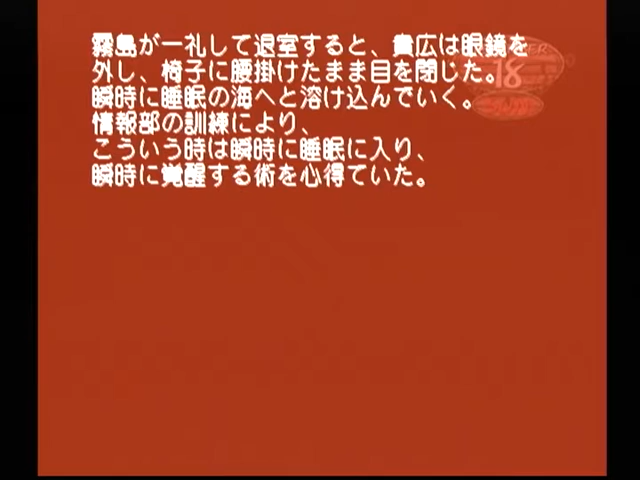 霧島が一礼して退室すると、貴広は眼鏡を
外し、椅子に腰掛けたまま目を閉じた。
瞬時に睡眠の海へと溶け込んでいく。
情報部の訓練により、
こういう時は瞬時に睡眠に入り、
瞬時に覚醒する術を心得ていた。
18